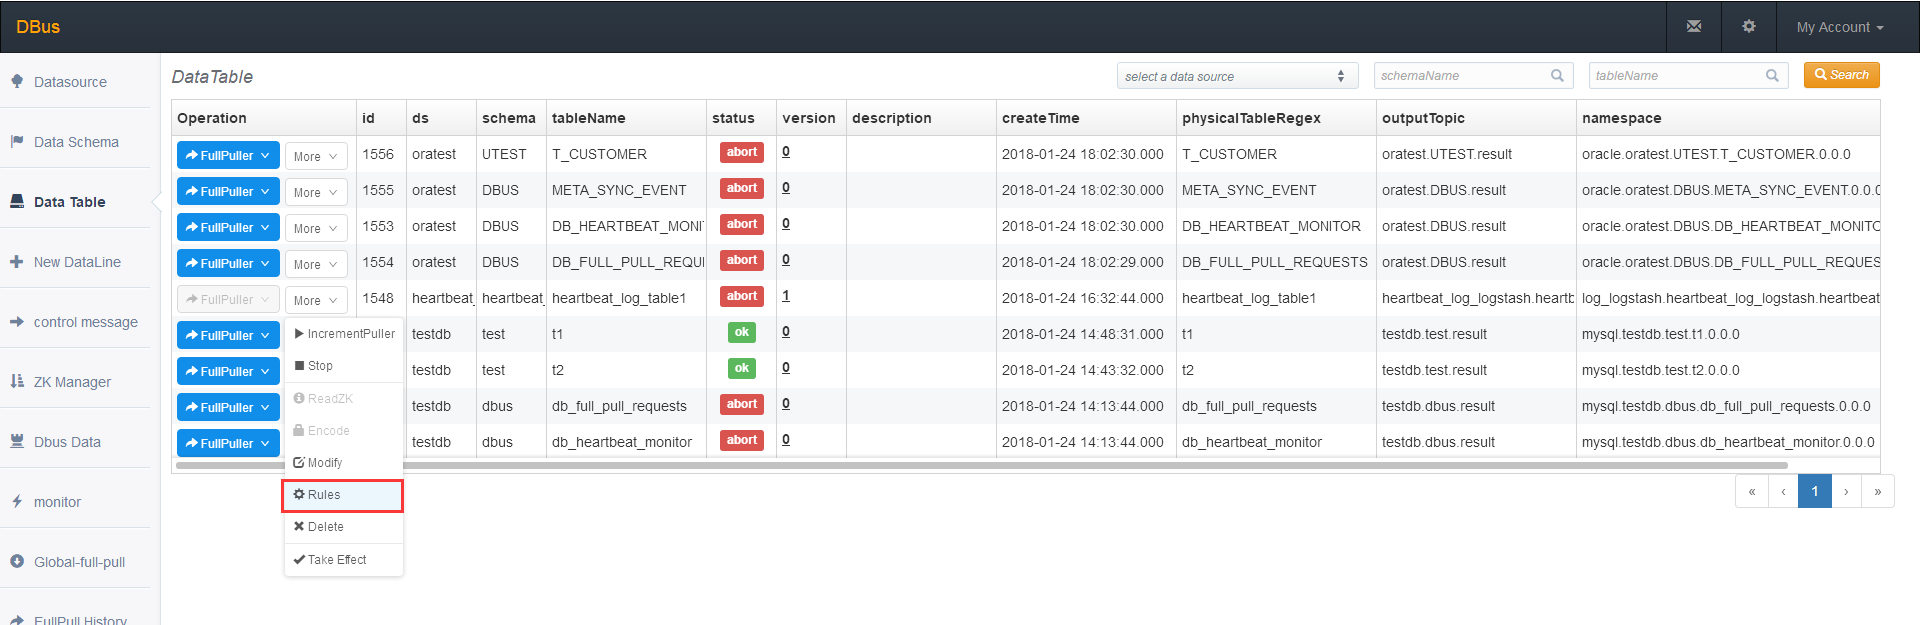 DBus
My Account
Datasource
Data Schema
Data Table
New DataLine
control message
ZK Manager
Dbus Data
monitor
Global-full-pull
FullPull History
DataTable
select a data source
schemaName
tableName
Search
Operation id ds schema tableName status version description createTime physicalTableRegex outputTopic namespace
FullPuller More 1556 oratest UTEST T_CUSTOMER abort 0 2018-01-24 18:02:30.000 T_CUSTOMER oratest.UTEST.result oracle.oratest.UTEST.T_CUSTOMER.0.0.0
FullPuller More 1555 oratest DBUS META_SYNC_EVENT abort 0 2018-01-24 18:02:30.000 META_SYNC_EVENT oratest.DBUS.result oracle.oratest.DBUS.META_SYNC_EVENT.0.0.0
FullPuller More 1553 oratest DBUS DB_HEARTBEAT_MONI abort 0 2018-01-24 18:02:30.000 DB_HEARTBEAT_MONITOR oratest.DBUS.result oracle.oratest.DBUS.DB_HEARTBEAT_MONITO
FullPuller More 1554 oratest DBUS DB_FULL_PULL_REQU abort 0 2018-01-24 18:02:29.000 DB_FULL_PULL_REQUESTS oratest.DBUS.result oracle.oratest.DBUS.DB_FULL_PULL_REQUES
FullPuller More 1548 heartbeat_ heartbeat_ heartbeat_log_table1 abort 1 2018-01-24 16:32:44.000 heartbeat_log_table1 heartbeat_log_logstash.heartb log_logstash.heartbeat_log_logstash.heartbeat
FullPuller testdb test t1 ok 0 2018-01-24 14:48:31.000 t1 testdb.test.result mysql.testdb.test.t1.0.0.0
FullPuller testdb test t2 ok 0 2018-01-24 14:43:32.000 t2 testdb.test.result mysql.testdb.test.t2.0.0.0
FullPuller testdb dbus db_full_pull_requests abort 0 2018-01-24 14:13:44.000 db_full_pull_requests testdb.dbus.result mysql.testdb.dbus.db_full_pull_requests.0.0.0
FullPuller testdb dbus db_heartbeat_monitor abort 0 2018-01-24 14:13:44.000 db_heartbeat_monitor testdb.dbus.result mysql.testdb.dbus.db_heartbeat_monitor.0.0.0
IncrementPuller
Stop
ReadZK
Encode
Modify
Rules
Delete
Take Effect
« ‹ 1 › »